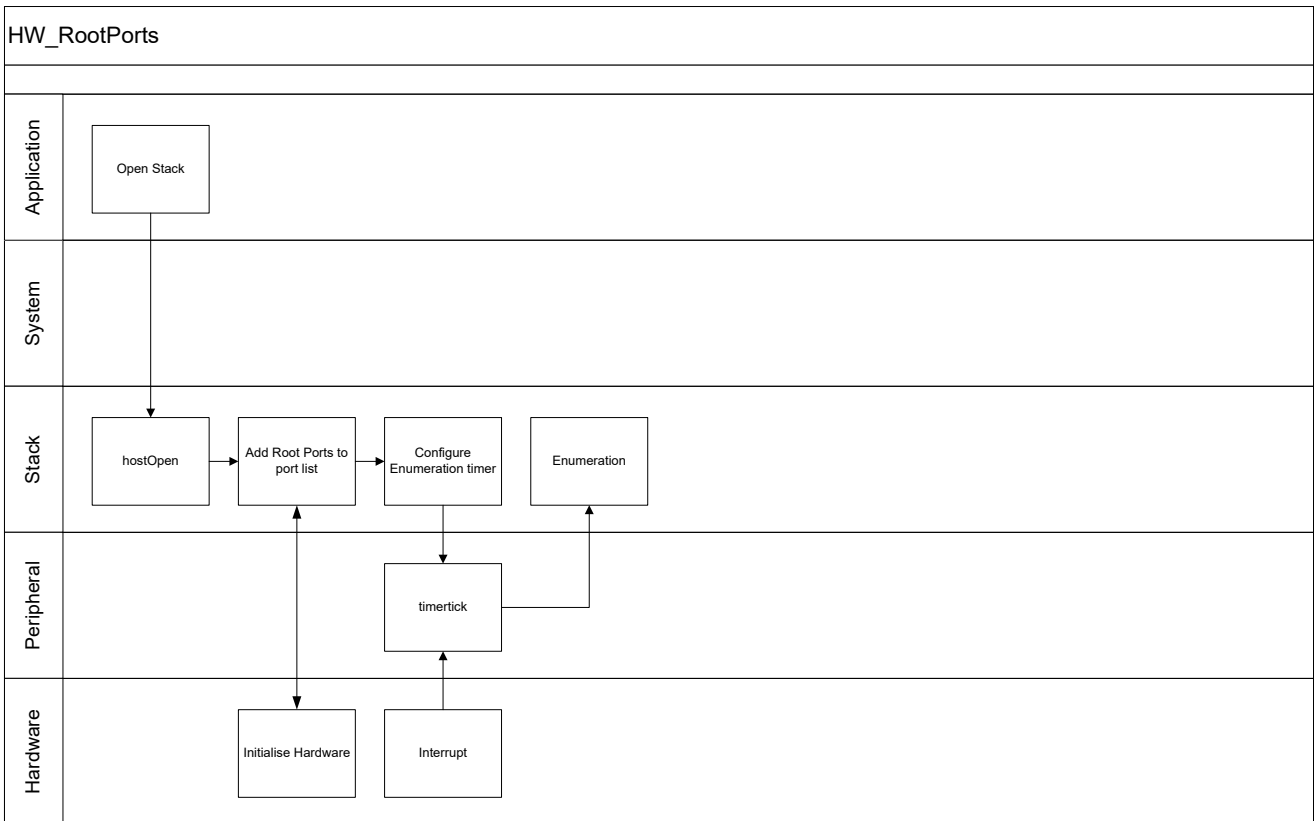 HW_RootPorts
Application
Open Stack
System
Stack
hostOpen
Add Root Ports to
port list
Configure
Enumeration timer
Enumeration
Peripheral
timertick
Hardware
Initialise Hardware
Interrupt